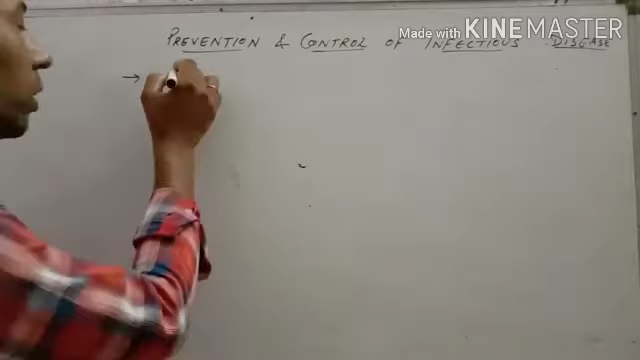 Made with KINEMASTER
PREVENTION & CONTROL OF INFECTIOUS DISEASE
→